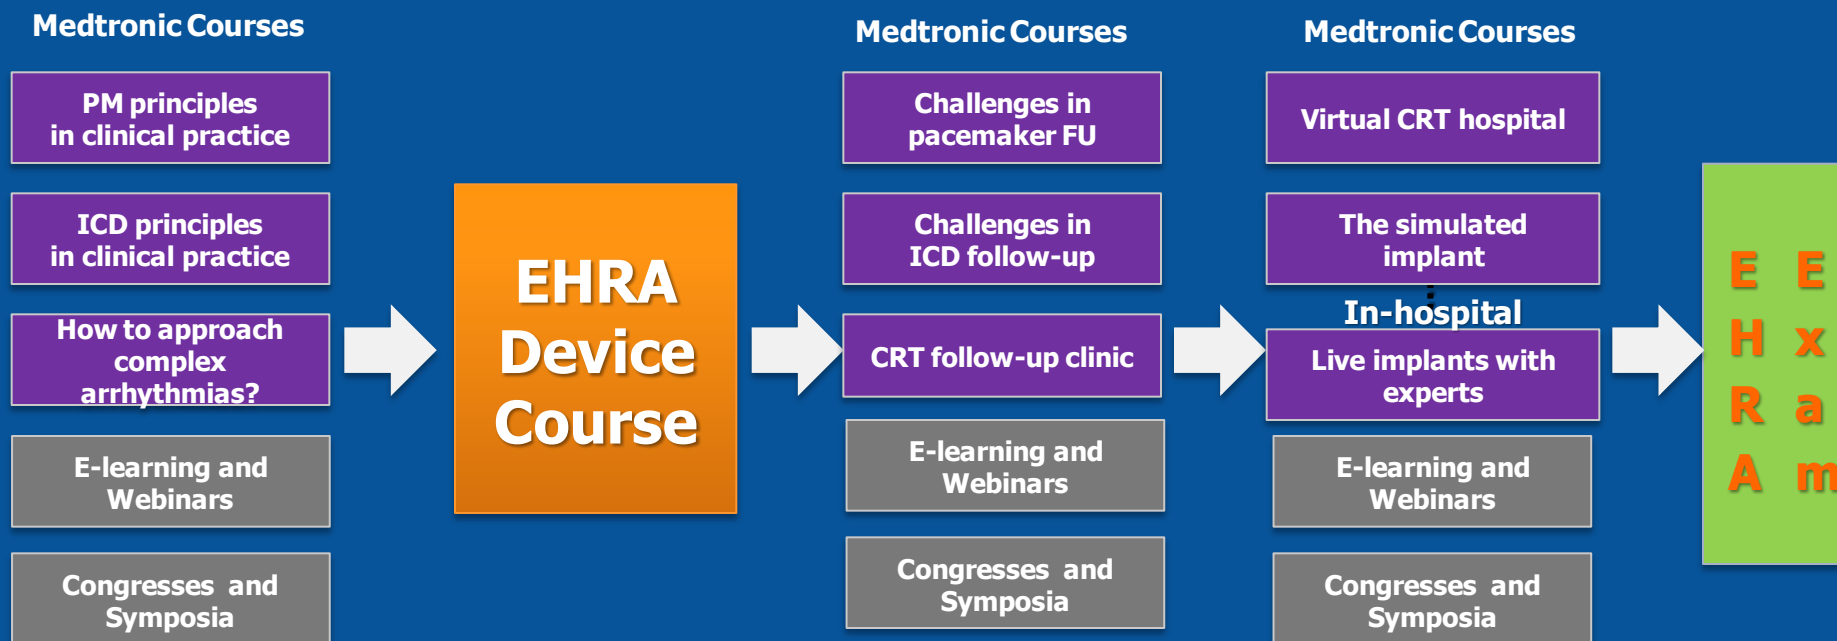 Medtronic Courses
PM principles
in clinical practice
ICD principles
in clinical practice
How to approach
complex
arrhythmias?
E-learning and
Webinars
Congresses and
Symposia
EHRA
Device
Course
Medtronic Courses
Challenges in
pacemaker FU
Challenges in
ICD follow-up
CRT follow-up clinic
E-learning and
Webinars
Congresses and
Symposia
Medtronic Courses
Virtual CRT hospital
The simulated
implant
In-hospital
Live implants with
experts
E-learning and
Webinars
Congresses and
Symposia
E E
H x
R a
A m